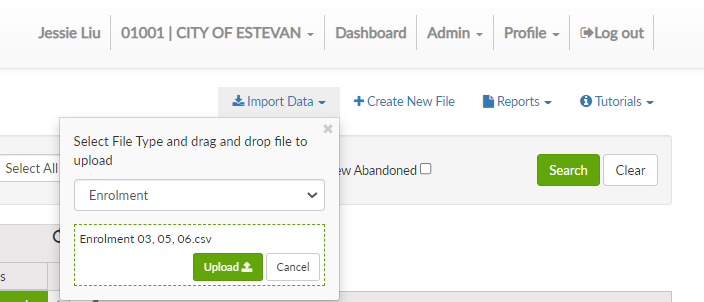 Jessie Liu 01001 | CITY OF ESTEVAN Dashboard Admin Profile Log out
Import Data Create New File Reports Tutorials
Select File Type and drag and drop file to
upload
Select All
Enrolment
Abandoned
Search Clear
Enrolment 03, 05, 06.csv
Upload Cancel